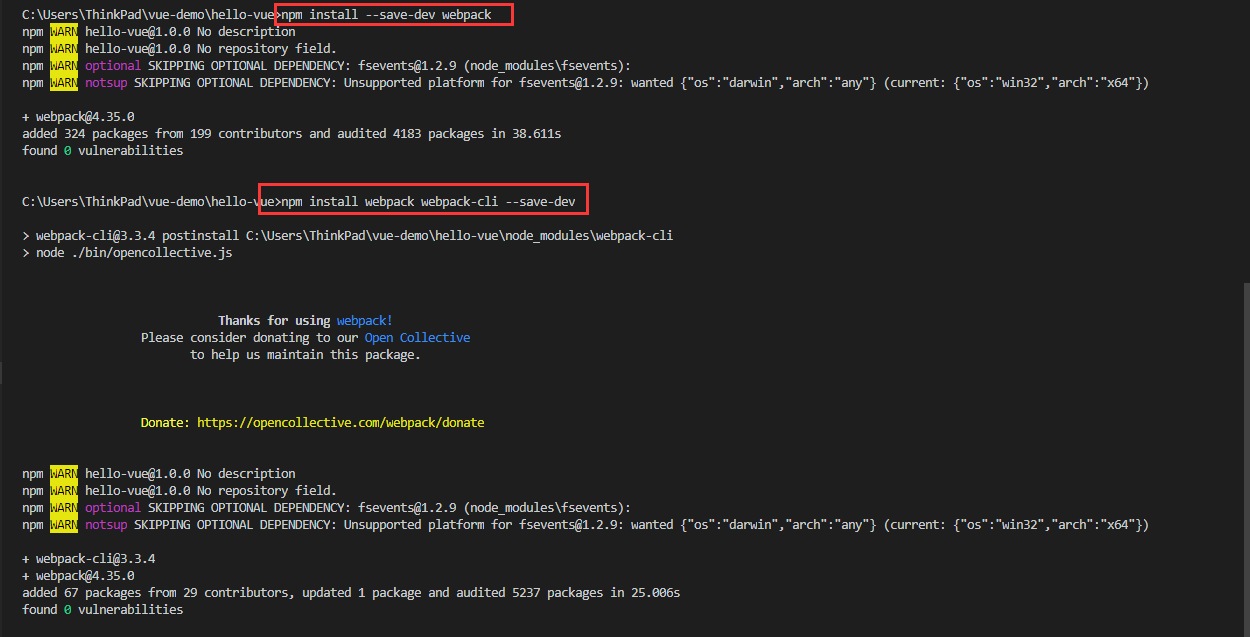 C:\Users\ThinkPad\vue-demo\hello-vue>npm install --save-dev webpack
npm WARN hello-vue@1.0.0 No description
npm WARN hello-vue@1.0.0 No repository field.
npm WARN optional SKIPPING OPTIONAL DEPENDENCY: fsevents@1.2.9 (node_modules\fsevents):
npm WARN notsup SKIPPING OPTIONAL DEPENDENCY: Unsupported platform for fsevents@1.2.9: wanted {"os":"darwin","arch":"any"} (current: {"os":"win32","arch":"x64"})
+ webpack@4.35.0
added 324 packages from 199 contributors and audited 4183 packages in 38.611s
found 0 vulnerabilities
C:\Users\ThinkPad\vue-demo\hello-vue>npm install webpack webpack-cli --save-dev
> webpack-cli@3.3.4 postinstall C:\Users\ThinkPad\vue-demo\hello-vue\node_modules\webpack-cli
> node ./bin/opencollective.js
Thanks for using webpack!
Please consider donating to our Open Collective
to help us maintain this package.
Donate: https://opencollective.com/webpack/donate
npm WARN hello-vue@1.0.0 No description
npm WARN hello-vue@1.0.0 No repository field.
npm WARN optional SKIPPING OPTIONAL DEPENDENCY: fsevents@1.2.9 (node_modules\fsevents):
npm WARN notsup SKIPPING OPTIONAL DEPENDENCY: Unsupported platform for fsevents@1.2.9: wanted {"os":"darwin","arch":"any"} (current: {"os":"win32","arch":"x64"})
+ webpack-cli@3.3.4
+ webpack@4.35.0
added 67 packages from 29 contributors, updated 1 package and audited 5237 packages in 25.006s
found 0 vulnerabilities